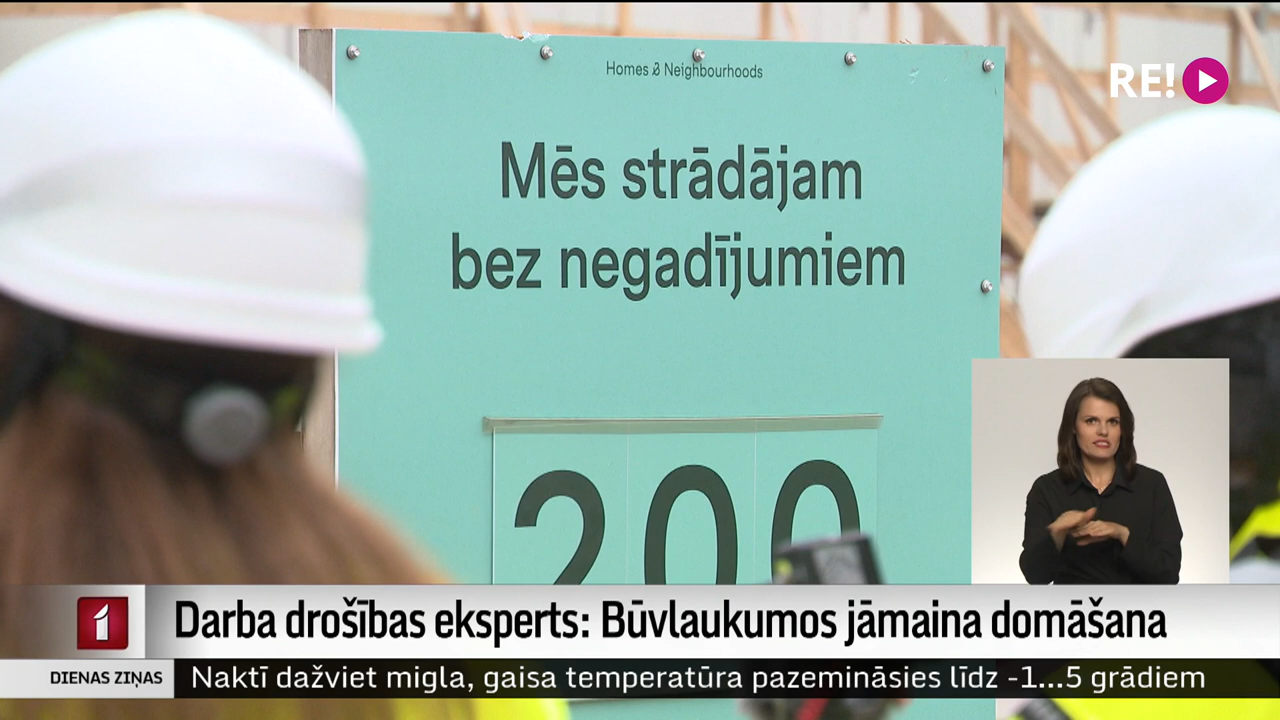 Homes & Neighbourhoods
RE!
Mēs strādājam
bez negadījumiem
200
1
Darba drošības eksperts: Būvlaukumos jāmaina domāšana
DIENAS ZIŅAS
Naktī dažviet migla, gaisa temperatūra pazemināsies līdz -1...5 grādiem